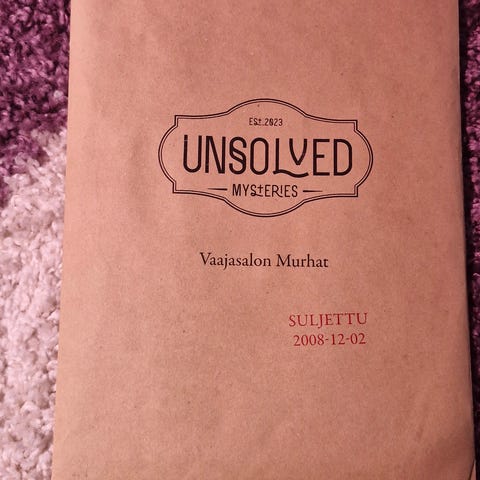 Est.2023
UNSOLVED
MYSTERIES
Vaajasalon Murhat
SULJETTU
2008-12-02